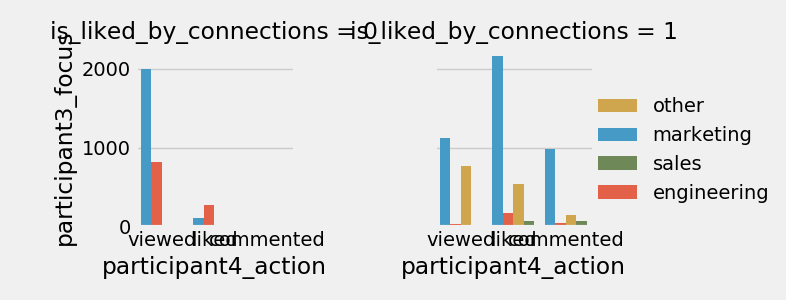 is_liked_by_connections = 0
is_liked_by_connections = 1
participant3_focus
2000
1000
0
viewed
liked
commented
participant4_action
viewed
liked
commented
participant4_action
other
marketing
sales
engineering